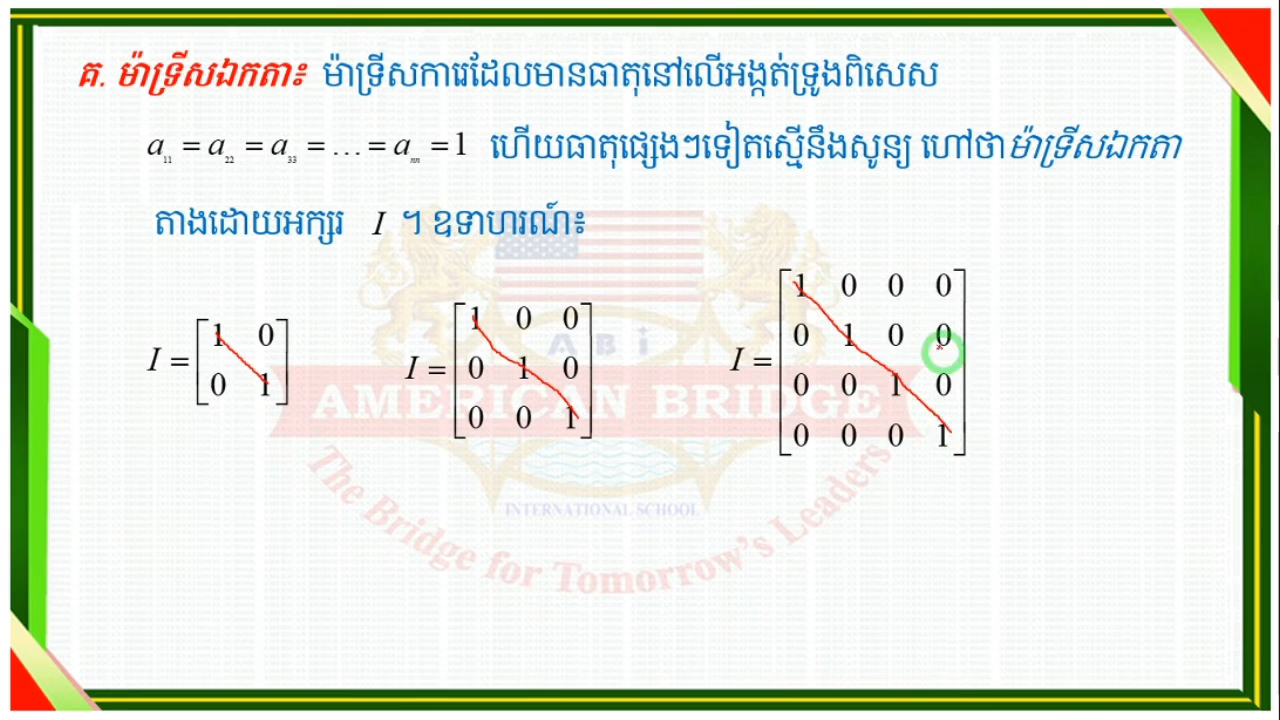 គ. ម៉ាទ្រីសឯកតា៖ ម៉ាទ្រីសការេដែលមានធាតុនៅលើអង្កត់ទ្រូងពិសេស
a₁₁ = a₂₂ = a₃₃ = … = aₙₙ = 1 ហើយធាតុផ្សេងៗទៀតស្មើនឹងសូន្យ ហៅថាម៉ាទ្រីសឯកតា
តាងដោយអក្សរ I ។ ឧទាហរណ៍៖
I = [1 0
0 1]
I = [1 0 0
0 1 0
0 0 1]
I = [1 0 0 0
0 1 0 0
0 0 1 0
0 0 0 1]
A B i
AMERICAN BRIDGE
INTERNATIONAL SCHOOL
The Bridge for Tomorrow's Leaders